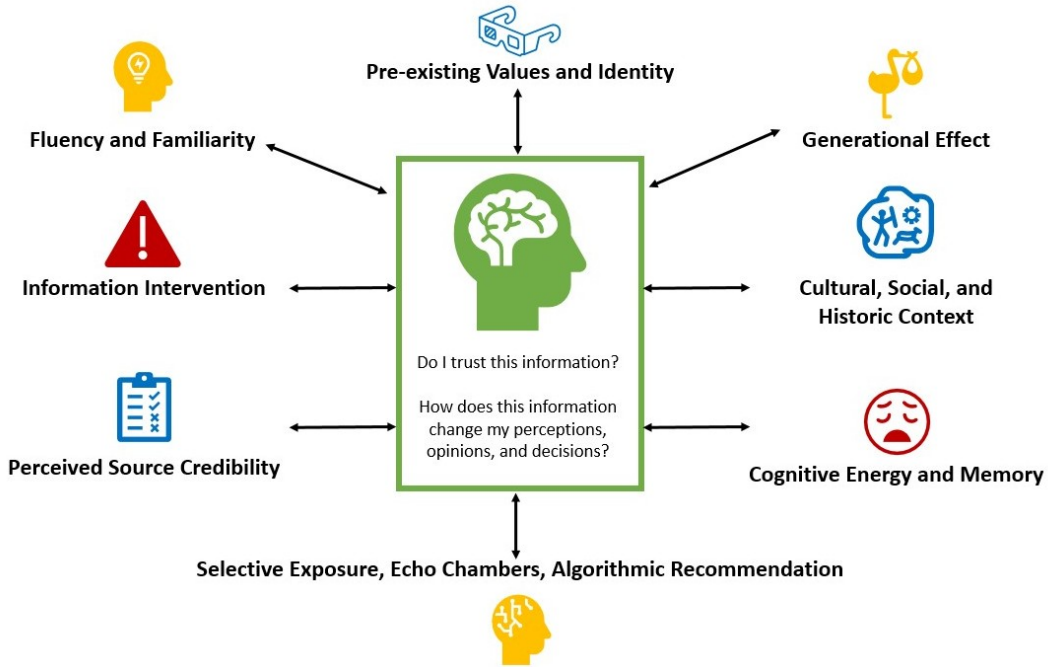 Pre-existing Values and Identity
Fluency and Familiarity
Generational Effect
Information Intervention
Cultural, Social, and
Historic Context
Do I trust this information?
How does this information
change my perceptions,
opinions, and decisions?
Perceived Source Credibility
Cognitive Energy and Memory
Selective Exposure, Echo Chambers, Algorithmic Recommendation